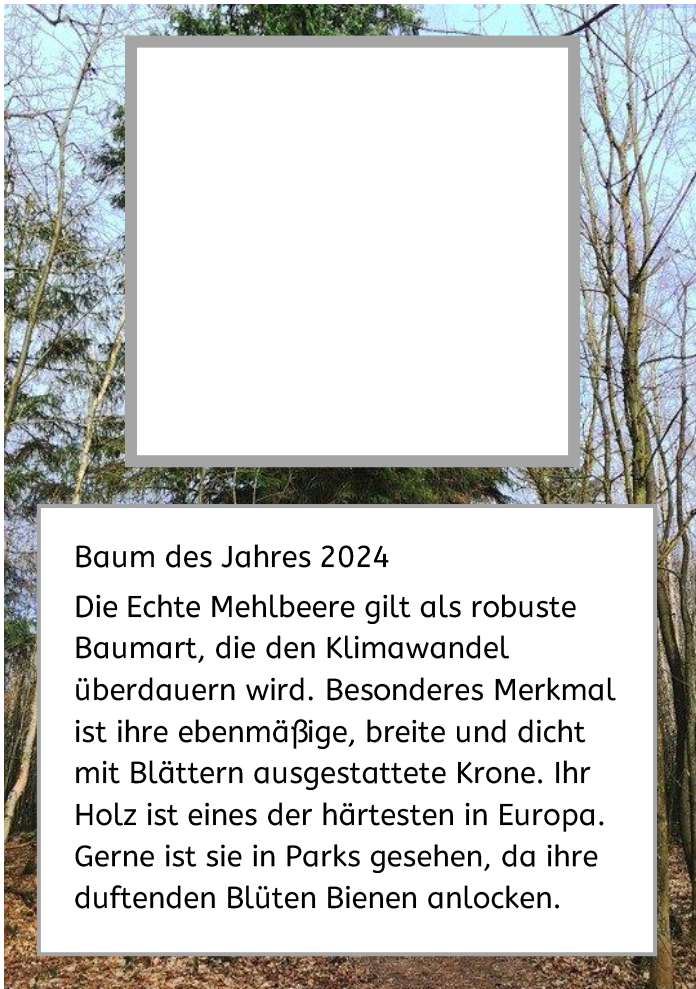 Baum des Jahres 2024
Die Echte Mehlbeere gilt als robuste
Baumart, die den Klimawandel
überdauern wird. Besonderes Merkmal
ist ihre ebenmäßige, breite und dicht
mit Blättern ausgestattete Krone. Ihr
Holz ist eines der härtesten in Europa.
Gerne ist sie in Parks gesehen, da ihre
duftenden Blüten Bienen anlocken.